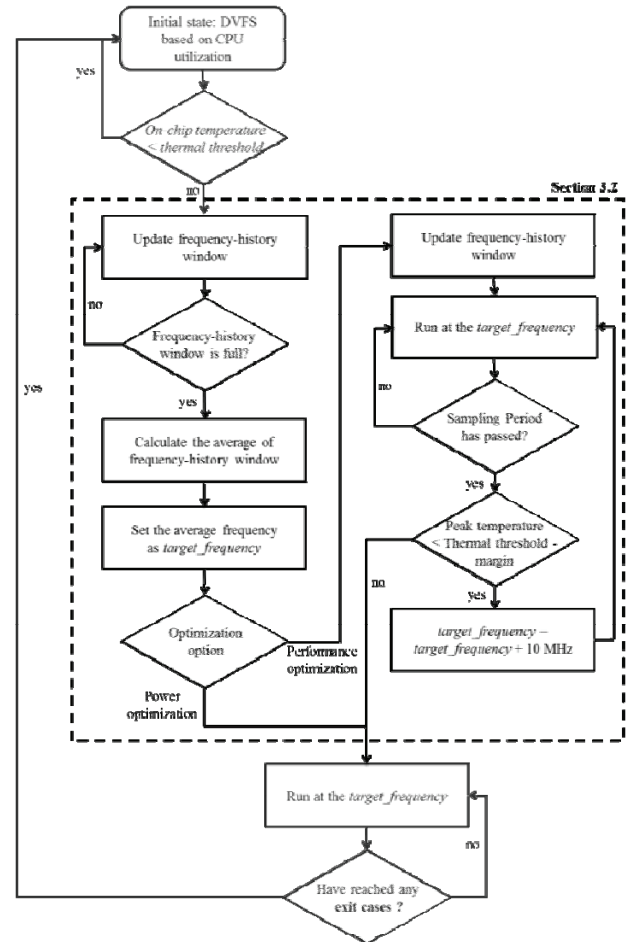 Initial state: DVFS
based on CPU
utilization
yes
On chip temperature
< thermal threshold
no
Section 3.2
Update frequency-history
window
no
Frequency-history
window is full?
yes
Calculate the average of
frequency-history window
Set the average frequency
as target_frequency
Optimization
option
Performance
optimization
Power
optimization
Update frequency-history
window
Run at the target_frequency
no
Sampling Period
has passed?
yes
Peak temperature
< Thermal threshold -
margin
no
yes
target_frequency =
target_frequency + 10 MHz
yes
Run at the target_frequency
no
Have reached any
exit cases ?